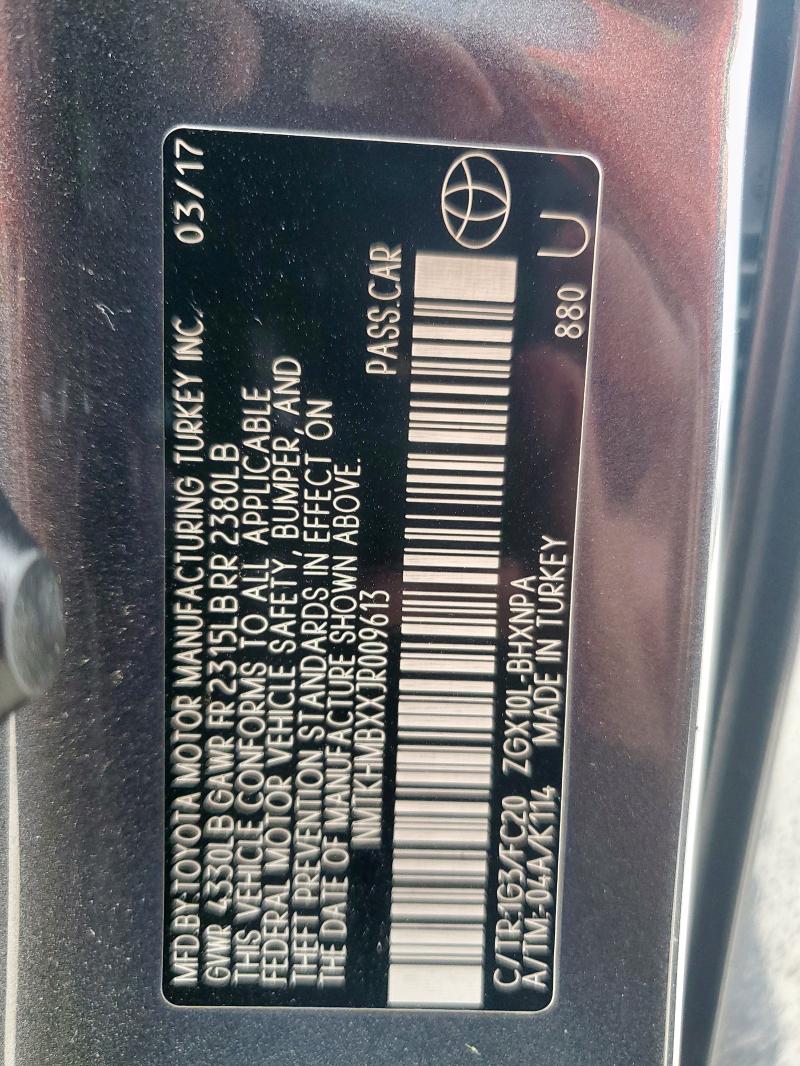 MFD.BY:TOYOTA MOTOR MANUFACTURING TURKEY INC. 03/17
GVWR 4330LB GAWR FR 2315LB RR 2380LB
THIS VEHICLE CONFORMS TO ALL APPLICABLE
FEDERAL MOTOR VEHICLE SAFETY, BUMPER, AND
THEFT PREVENTION STANDARDS IN EFFECT ON
THE DATE OF MANUFACTURE SHOWN ABOVE.
NMTKHMBXXJR009613 PASS.CAR
C/TR:1G3/FC20 ZGX10L-BHXNPA
A/TM:-04A/K114 MADE IN TURKEY 880 U